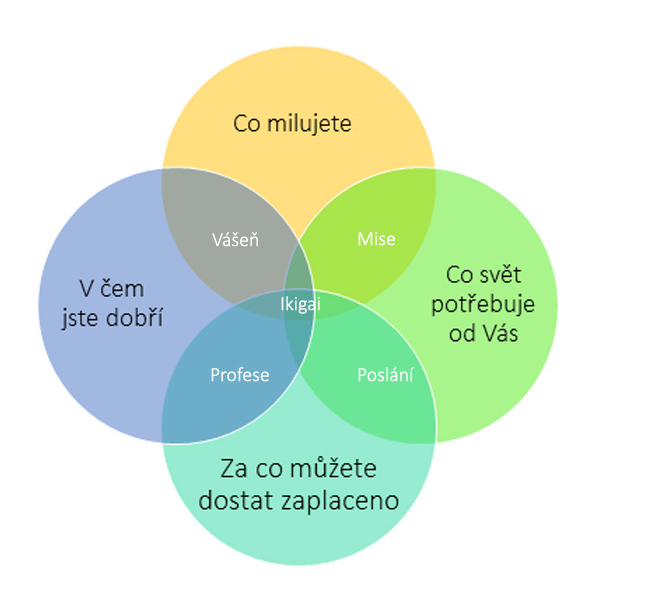 Co milujete
Vášeň
Mise
V čem
jste dobří
Co svět
potřebuje
od Vás
Ikigai
Profese
Poslání
Za co můžete
dostat zaplaceno